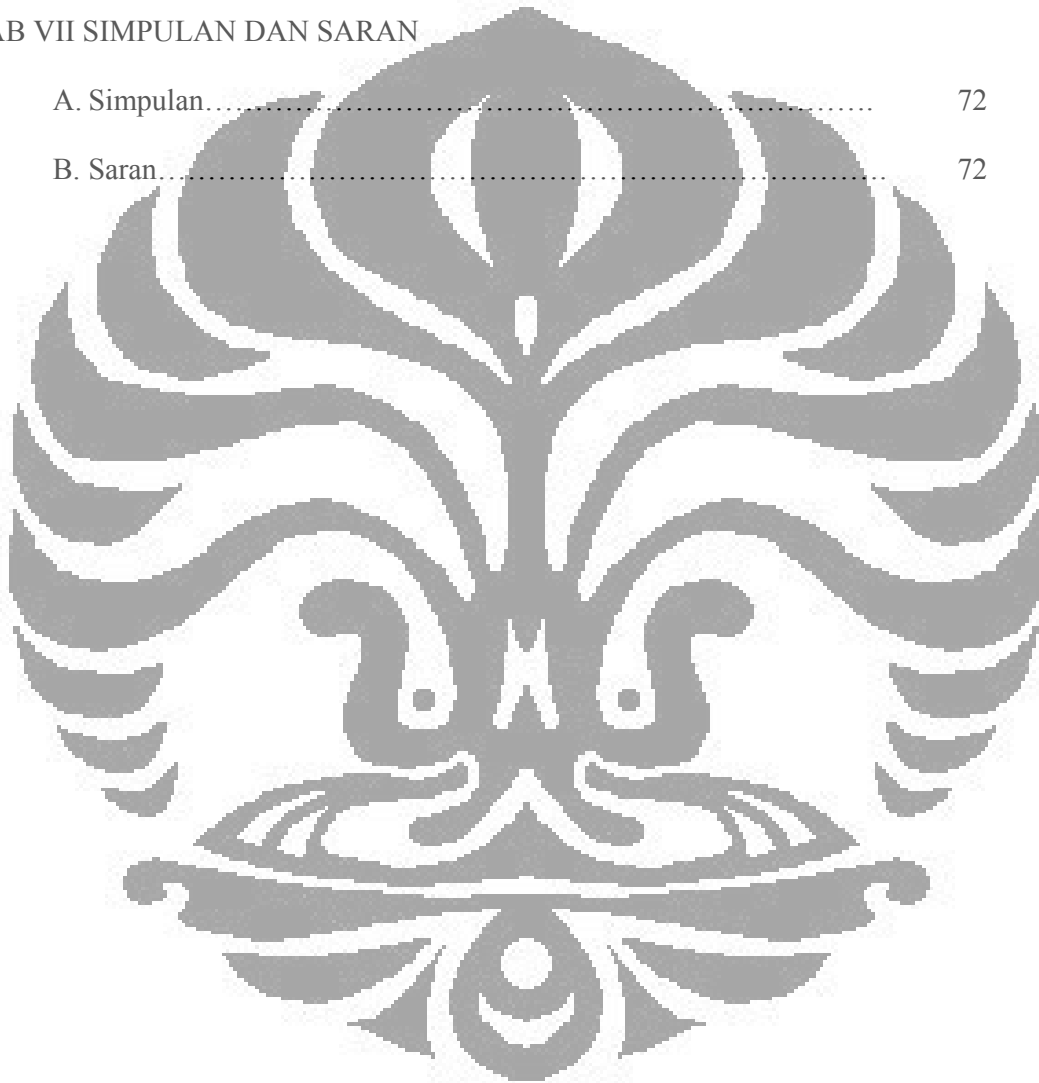 AB VII SIMPULAN DAN SARAN
A. Simpulan…………………………………………………………. 72
B. Saran……………………………………………………………… 72